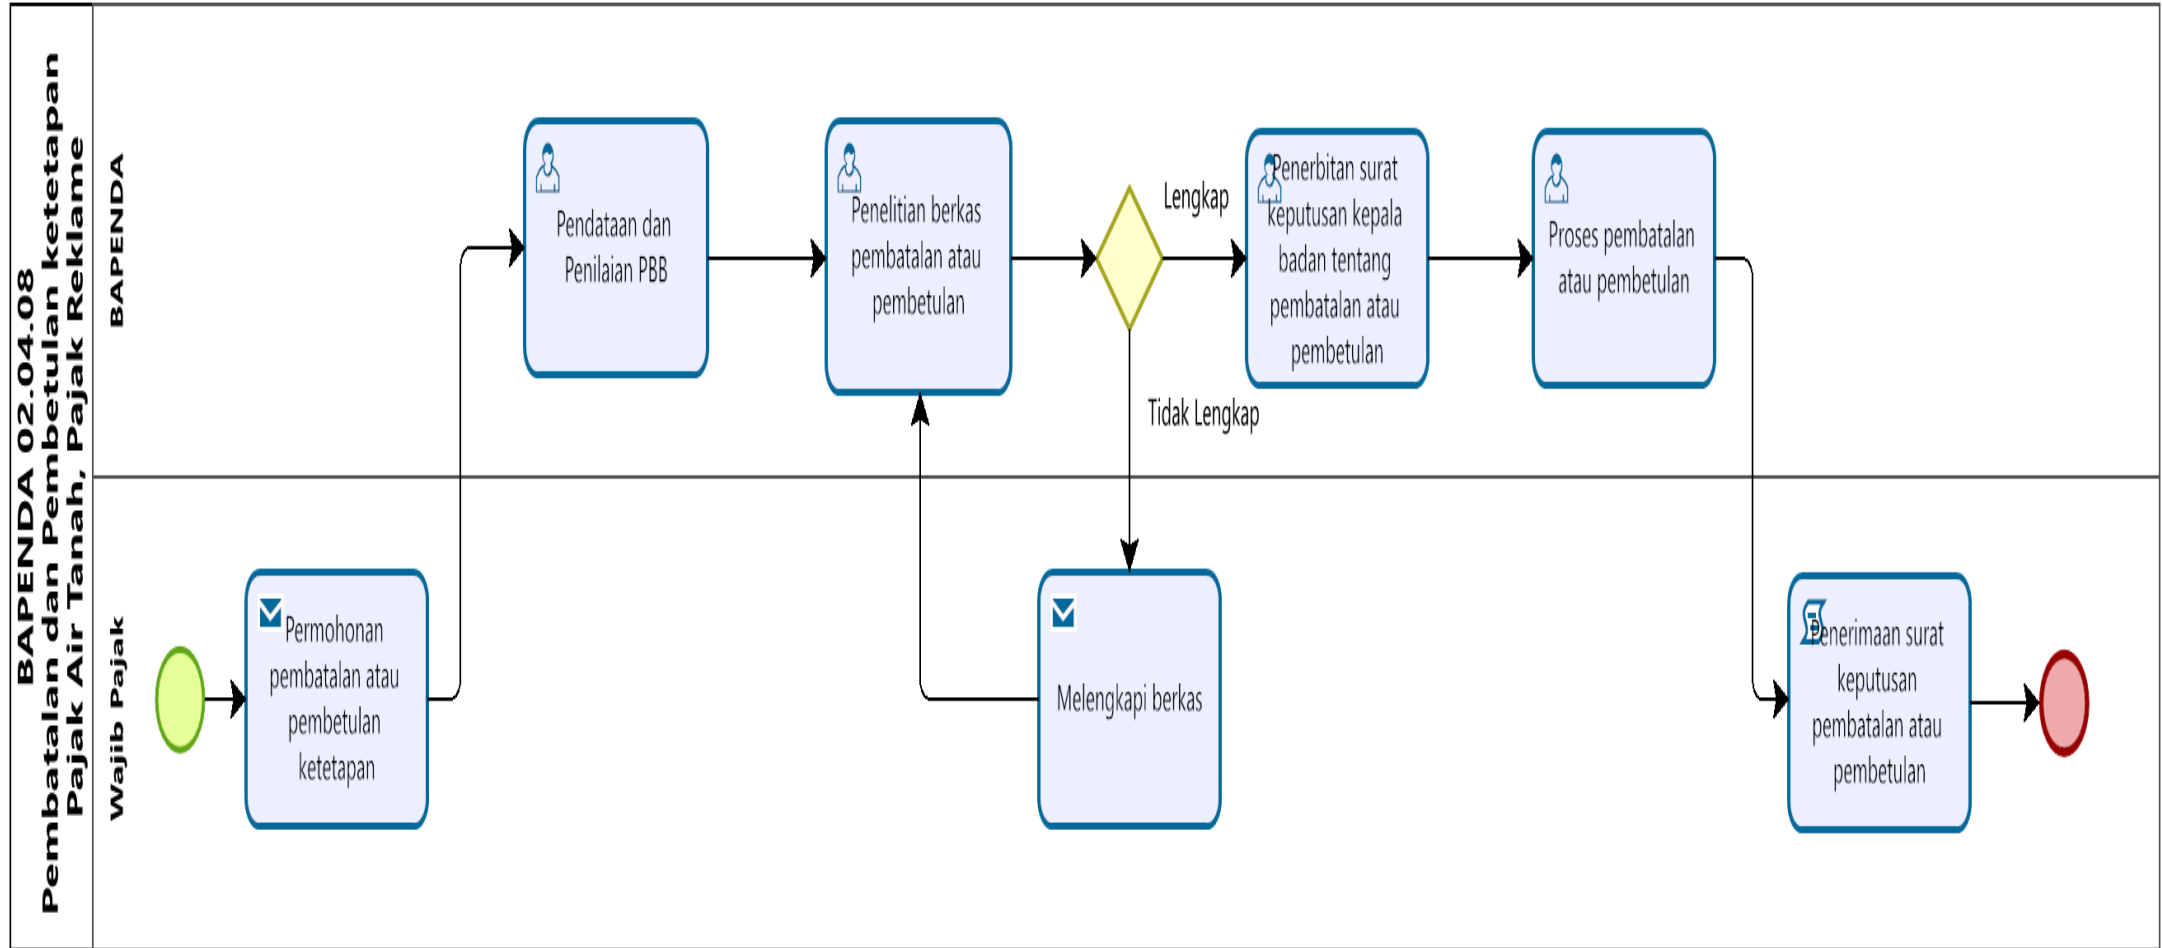 BAPENDA 02.04.08
Pembatalan dan Pembetulan ketetapan
Pajak Air Tanah, Pajak Reklame
BAPENDA
Pendataan dan
Penilaian PBB
Penelitian berkas
pembatalan atau
pembetulan
Lengkap
Tidak Lengkap
Penerbitan surat
keputusan kepala
badan tentang
pembatalan atau
pembetulan
Proses pembatalan
atau pembetulan
Wajib Pajak
Permohonan
pembatalan atau
pembetulan
ketetapan
Melengkapi berkas
Penerimaan surat
keputusan
pembatalan atau
pembetulan